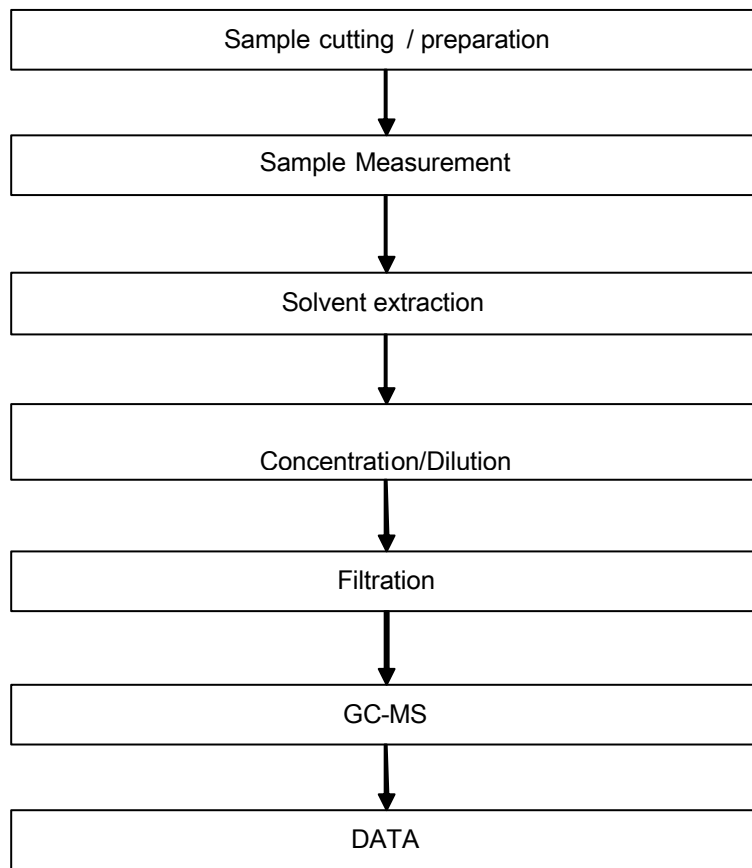 Sample cutting / preparation
Sample Measurement
Solvent extraction
Concentration/Dilution
Filtration
GC-MS
DATA